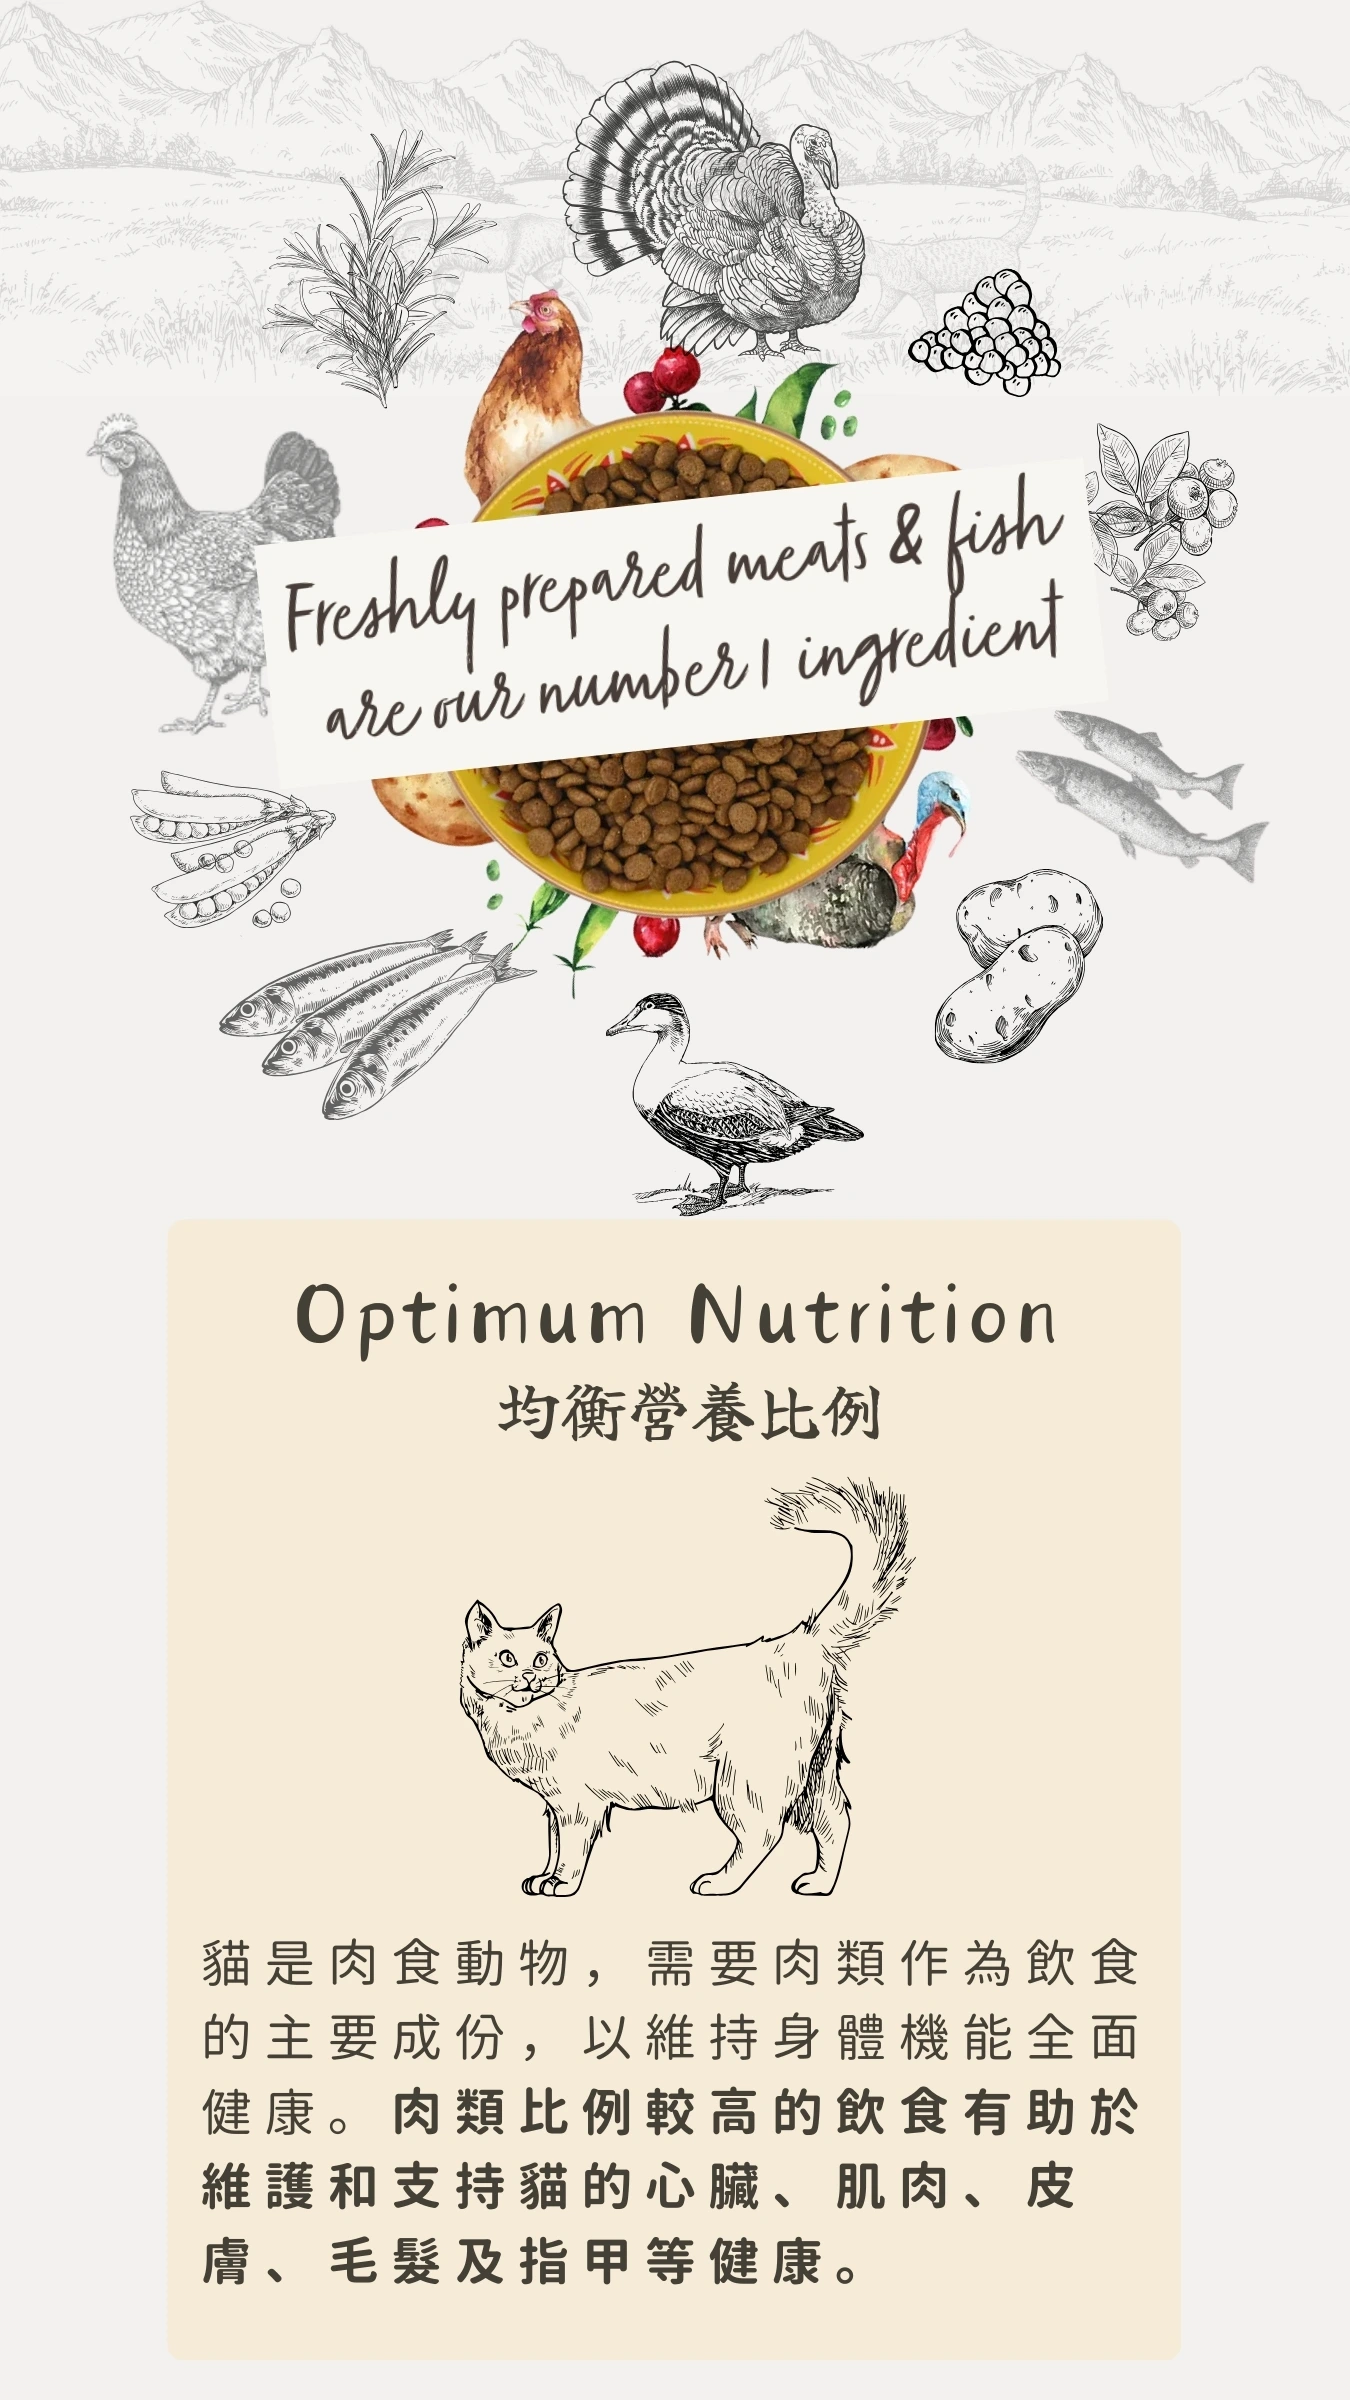 Freshly prepared meats & fish
are our number 1 ingredient
Optimum Nutrition
均衡營養比例
貓是肉食動物，需要肉類作為飲食
的主要成份，以維持身體機能全面
健康。肉類比例較高的飲食有助於
維護和支持貓的心臟、肌肉、皮
膚、毛髮及指甲等健康。